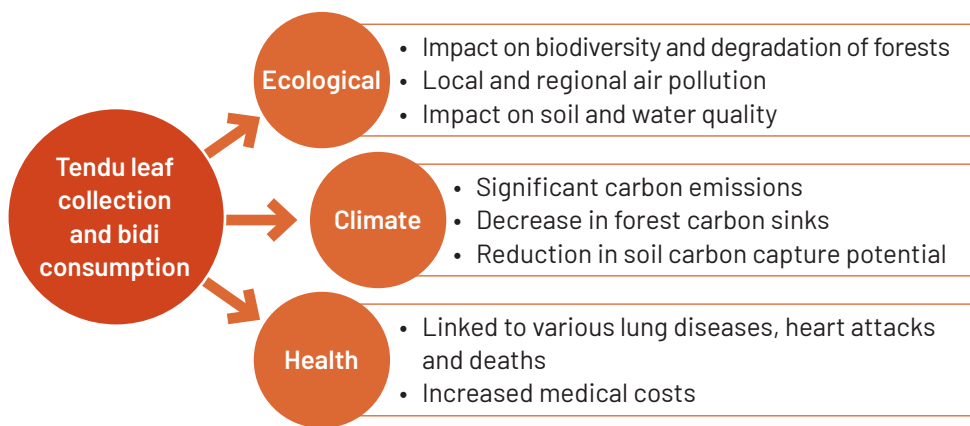 Tendu leaf
collection
and bidi
consumption
Ecological
• Impact on biodiversity and degradation of forests
• Local and regional air pollution
• Impact on soil and water quality
Climate
• Significant carbon emissions
• Decrease in forest carbon sinks
• Reduction in soil carbon capture potential
Health
• Linked to various lung diseases, heart attacks
and deaths
• Increased medical costs